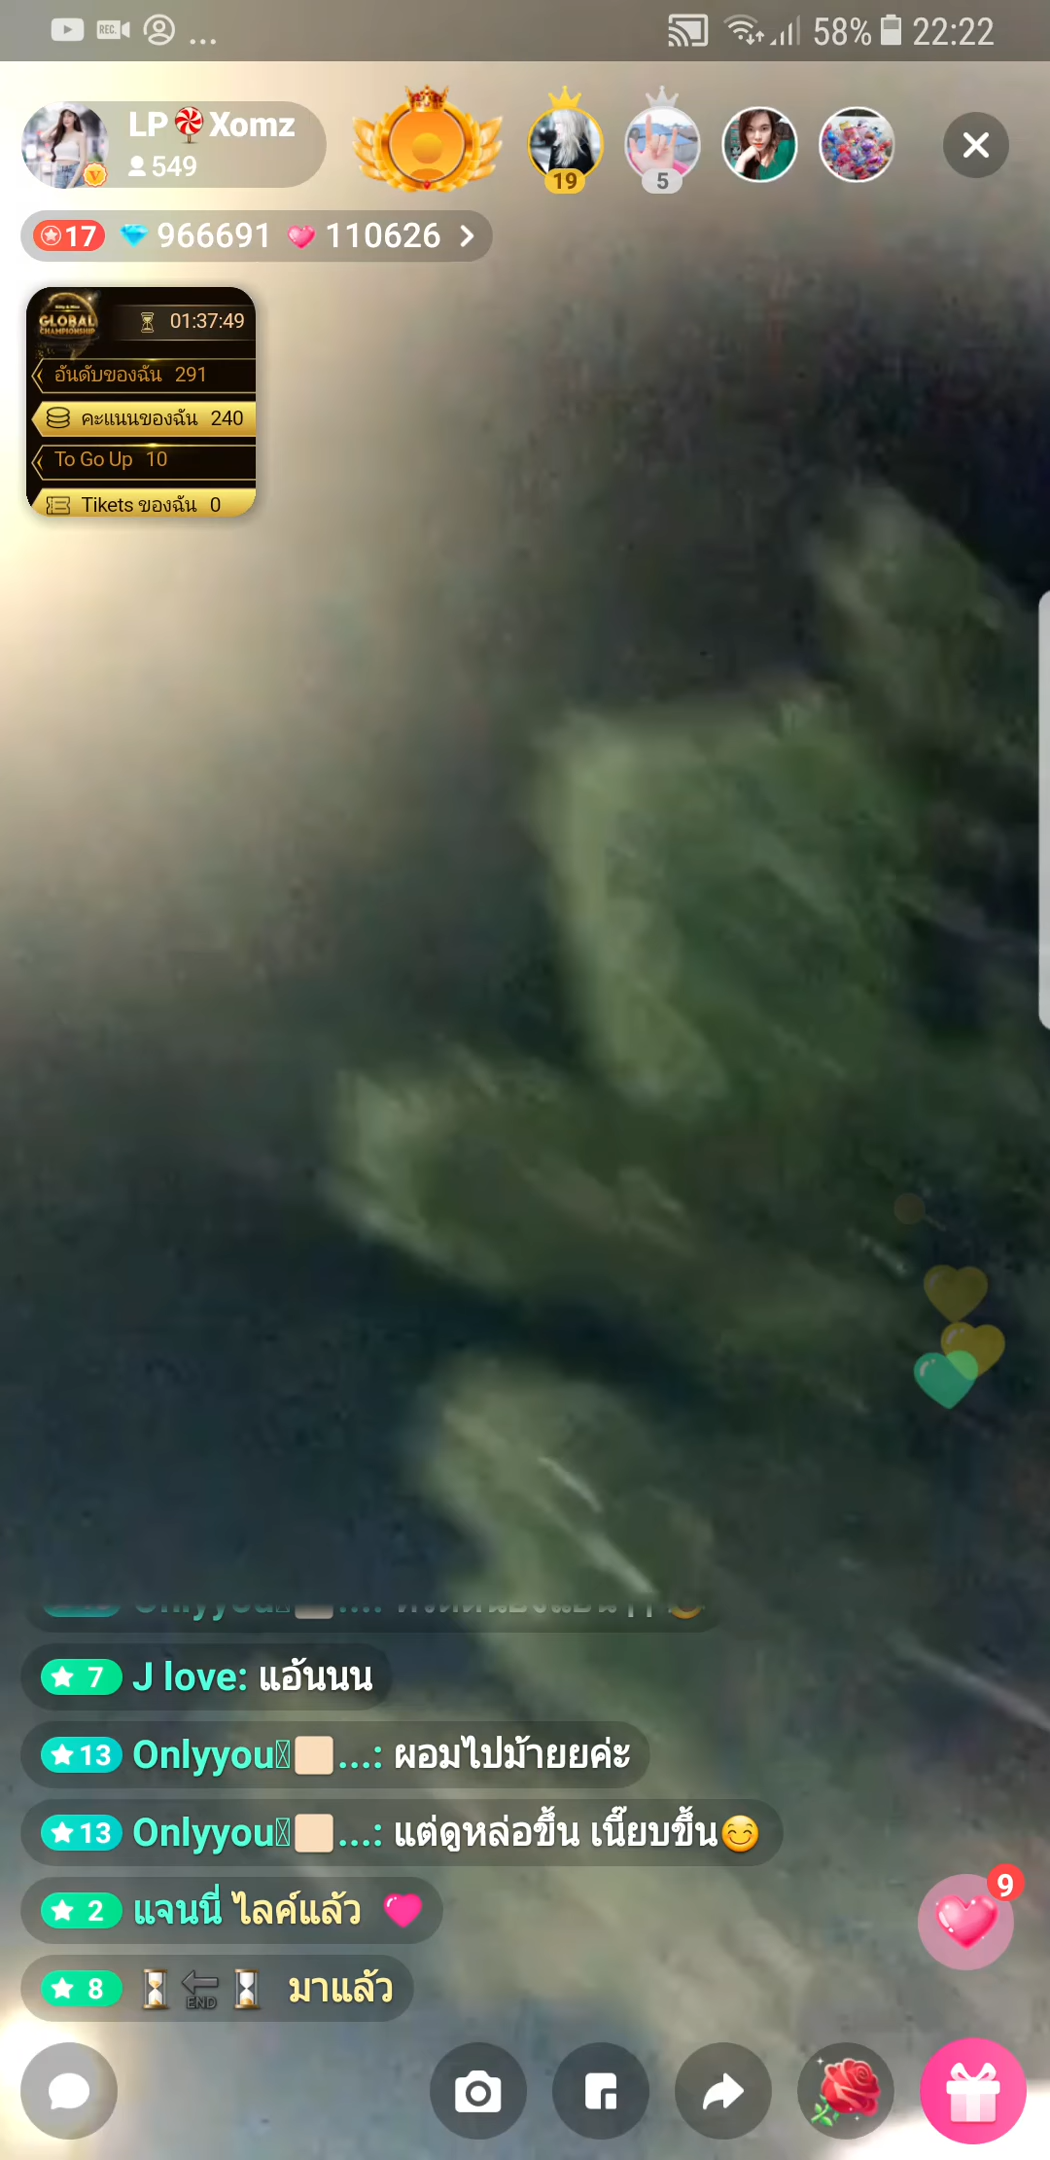 REC. ... 58% 22:22
LP🍭Xomz
549
19
5
17 966691 110626 >
GLOBAL
CHAMPIONSHIP
01:37:49
อันดับของฉัน 291
คะแนนของฉัน 240
To Go Up 10
Tikets ของฉัน 0
7 J love: แอ้นนน
13 Onlyyou...: ผอมไปม้ายยค่ะ
13 Onlyyou...: แต่ดูหล่อขึ้น เนี๊ยบขึ้น😊
2 แจนนี่ ไลค์แล้ว
9
8 ⏳🔚⏳ มาแล้ว